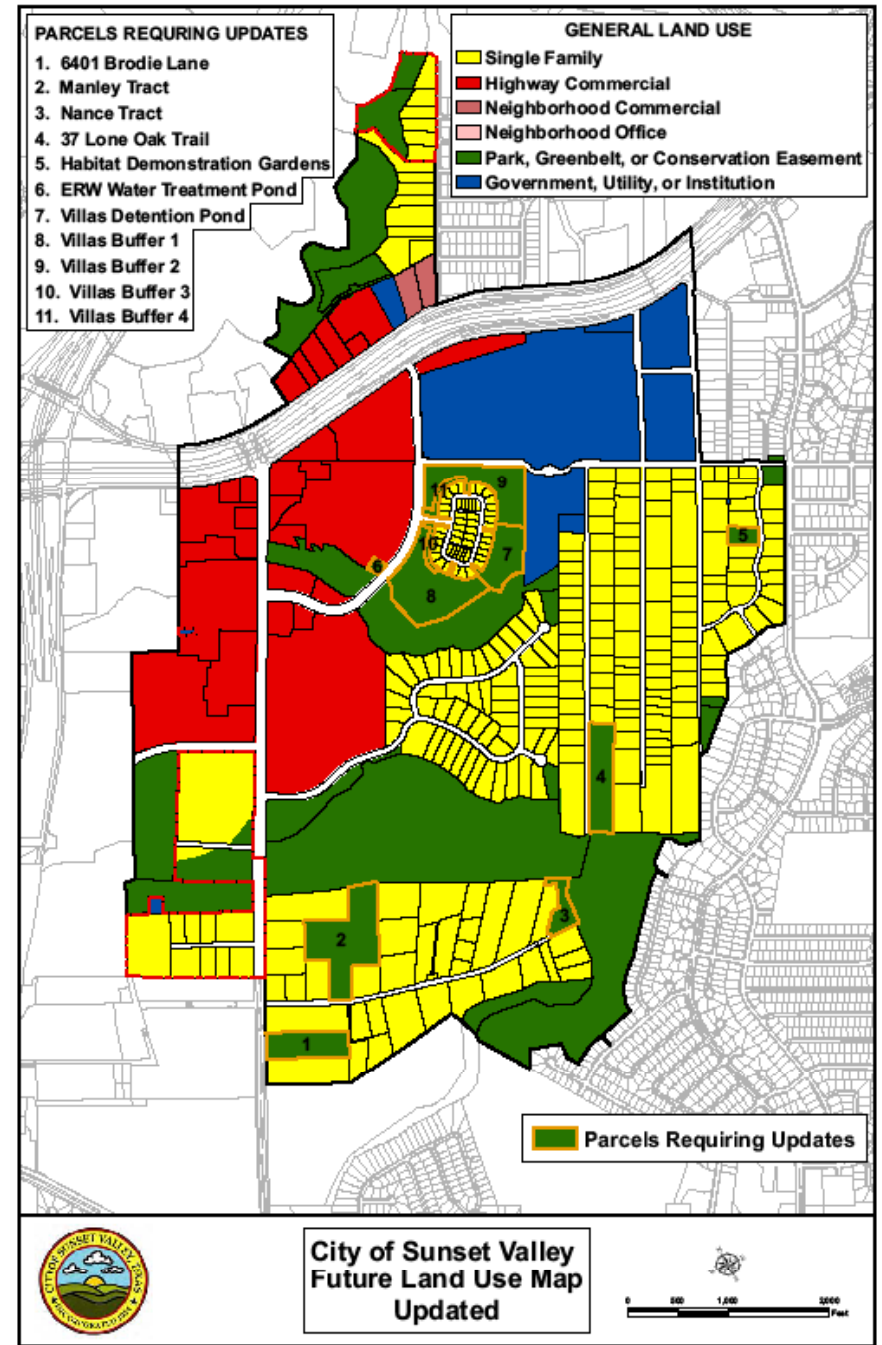 PARCELS REQURING UPDATES
1. 6401 Brodie Lane
2. Manley Tract
3. Nance Tract
4. 37 Lone Oak Trail
5. Habitat Demonstration Gardens
6. ERW Water Treatment Pond
7. Villas Detention Pond
8. Villas Buffer 1
9. Villas Buffer 2
10. Villas Buffer 3
11. Villas Buffer 4
GENERAL LAND USE
Single Family
Highway Commercial
Neighborhood Commercial
Neighborhood Office
Park, Greenbelt, or Conservation Easement
Government, Utility, or Institution
11
9
5
10
7
6
8
4
3
2
1
Parcels Requiring Updates
CITY OF SUNSET VALLEY, TEXAS
City of Sunset Valley
Future Land Use Map
Updated
0 500 1,000 2,000
Feet